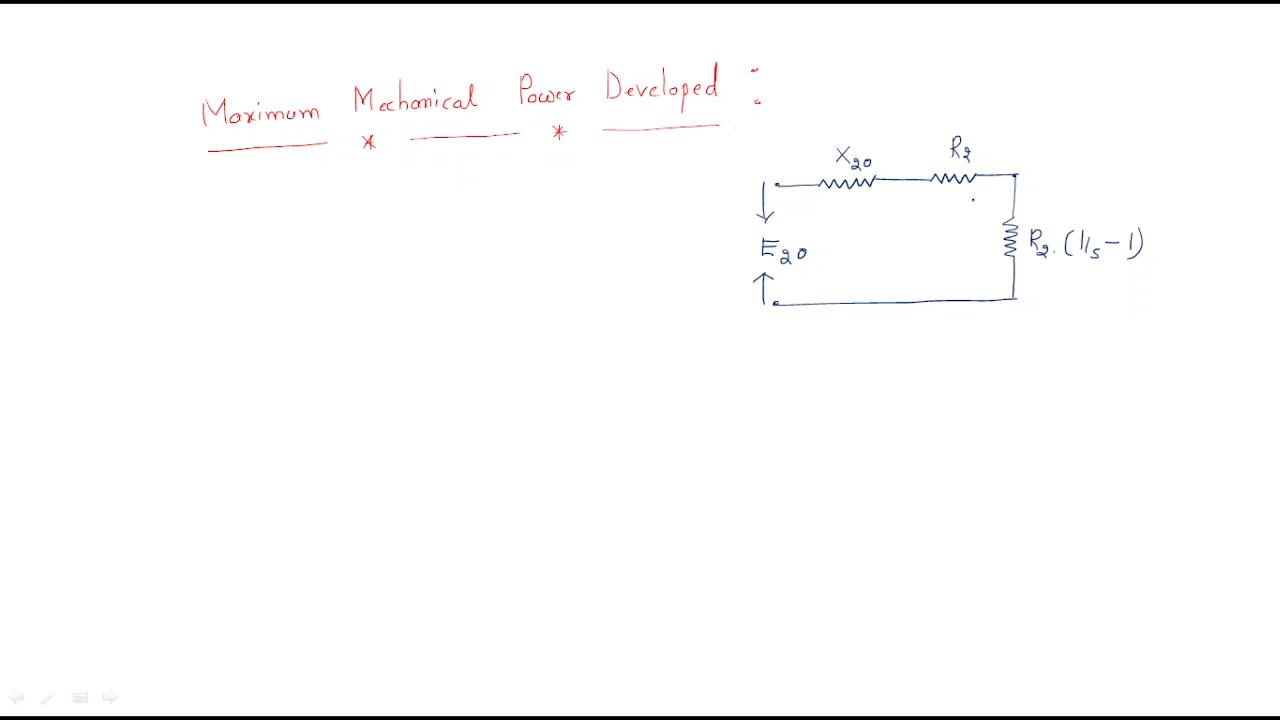 Maximum Mechanical Power Developed :
X20 R2
E20
R2. (1/s - 1)